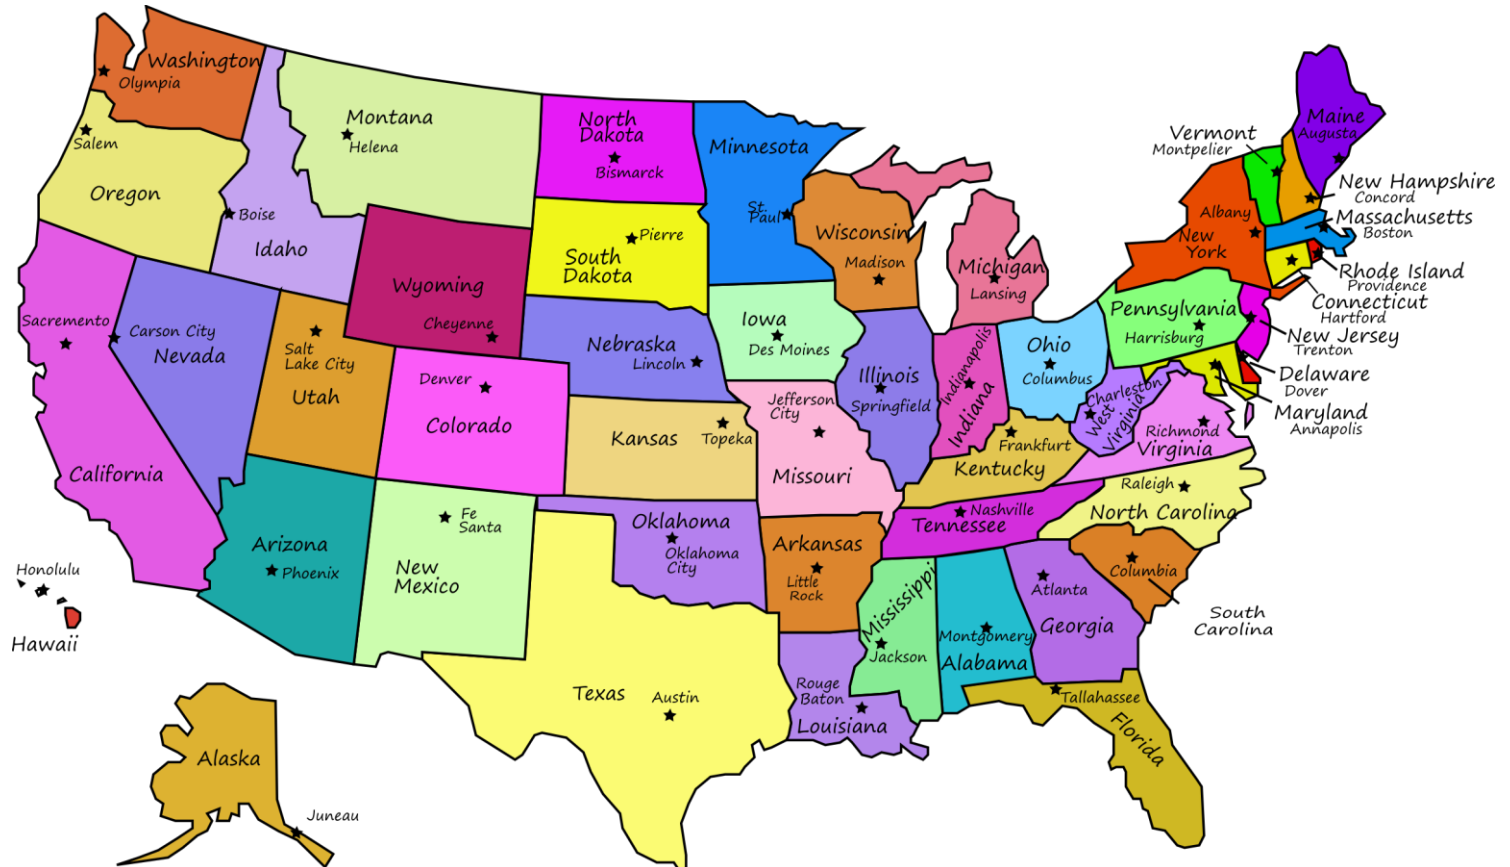 Washington
Olympia
Salem
Oregon
Montana
Helena
Boise
Idaho
North
Dakota
Bismarck
Minnesota
St.
Paul
Pierre
South
Dakota
Wyoming
Cheyenne
Wisconsin
Madison
Michigan
Lansing
Vermont
Montpelier
Maine
Augusta
New Hampshire
Concord
Massachusetts
Boston
Albany
New
York
Rhode Island
Providence
Connecticut
Hartford
New Jersey
Trenton
Delaware
Dover
Maryland
Annapolis
Pennsylvania
Harrisburg
Sacremento
Carson City
Nevada
Salt
Lake City
Utah
Denver
Colorado
Nebraska
Lincoln
Iowa
Des Moines
Illinois
Springfield
Indianapolis
Indiana
Ohio
Columbus
Charleston
West
Virginia
Richmond
Virginia
California
Kansas
Topeka
Jefferson
City
Missouri
Frankfurt
Kentucky
Nashville
Tennessee
Raleigh
North Carolina
Arizona
Phoenix
Fe
Santa
New
Mexico
Oklahoma
Oklahoma
City
Arkansas
Little
Rock
Mississippi
Jackson
Montgomery
Alabama
Atlanta
Georgia
Columbia
South
Carolina
Honolulu
Hawaii
Texas
Austin
Rouge
Baton
Louisiana
Tallahassee
Florida
Alaska
Juneau